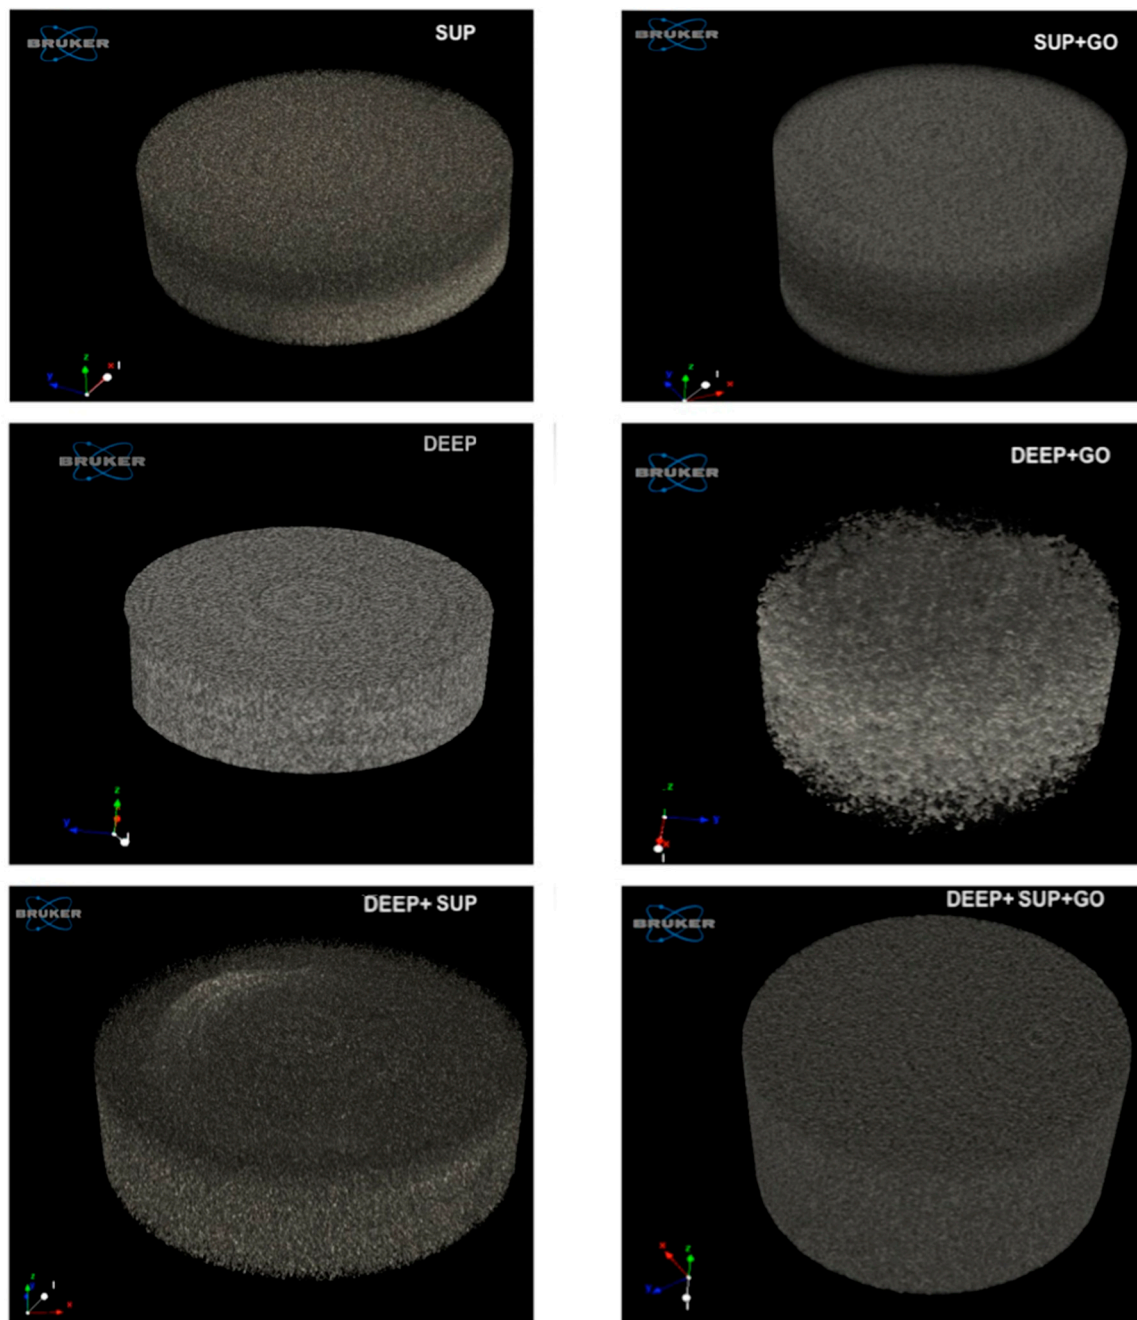 BRUKER
SUP
z
x
I
y
BRUKER
SUP+GO
y
z
I
x
BRUKER
DEEP
z
y
BRUKER
DEEP+GO
z
y
x
I
BRUKER
DEEP+ SUP
z
I
x
BRUKER
DEEP+ SUP+GO
x
z
y
I